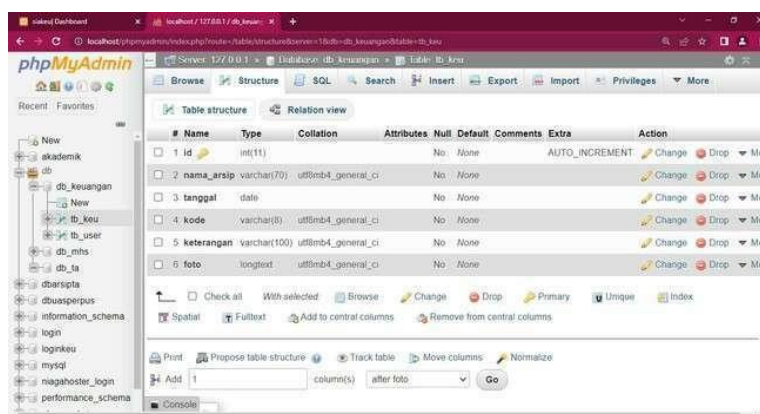 siakeu| Dashboard
localhost / 127.0.0.1 / db_keuang
localhost/phpmyadmin/index.php?route=/table/structure&server=1&db=db_keuangan&table=tb_keu
phpMyAdmin
Recent Favorites
New
akademik
db
db_keuangan
New
tb_keu
tb_user
db_mhs
db_ta
dbarsipta
dbuasperpus
information_schema
login
loginkeu
mysql
niagahoster_login
performance_schema
Server: 127.0.0.1 » Database: db_keuangan » Table: tb_keu
Browse Structure SQL Search Insert Export Import Privileges More
Table structure Relation view
# Name Type Collation Attributes Null Default Comments Extra Action
1 id int(11) No None AUTO_INCREMENT Change Drop Mo
2 nama_arsip varchar(70) utf8mb4_general_ci No None Change Drop Mo
3 tanggal date No None Change Drop Mo
4 kode varchar(8) utf8mb4_general_ci No None Change Drop Mo
5 keterangan varchar(100) utf8mb4_general_ci No None Change Drop Mo
6 foto longtext utf8mb4_general_ci No None Change Drop Mo
Check all With selected: Browse Change Drop Primary Unique Index
Spatial Fulltext Add to central columns Remove from central columns
Print Propose table structure Track table Move columns Normalize
Add 1 column(s) after foto Go
Console